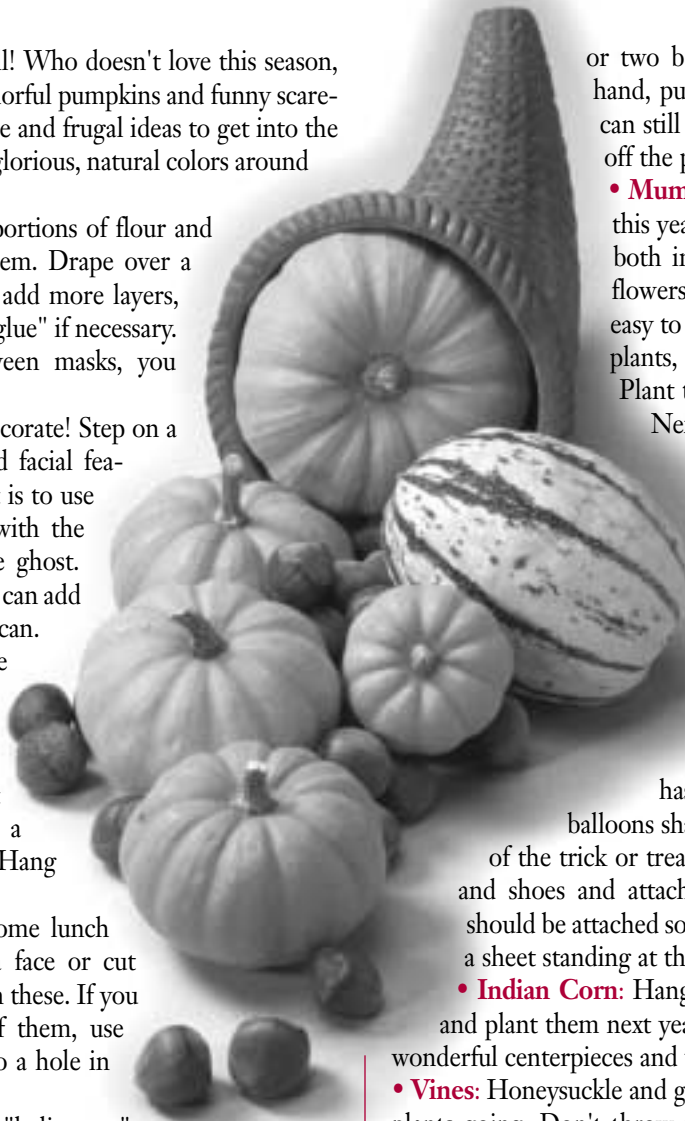 l! Who doesn't love this season,
lorful pumpkins and funny scare-
e and frugal ideas to get into the
glorious, natural colors around
portions of flour and
em. Drape over a
add more layers,
glue" if necessary.
ween masks, you
corate! Step on a
d facial fea-
is to use
with the
e ghost.
can add
can.
e
a
Hang
ome lunch
face or cut
n these. If you
f them, use
o a hole in
or two b
hand, pu
can still
off the p
• Mum
this yea
both in
flowers
easy to
plants,
Plant t
Ne
has
balloons sh
of the trick or trea
and shoes and attach
should be attached so
a sheet standing at th
• Indian Corn: Hang
and plant them next yea
wonderful centerpieces and
• Vines: Honeysuckle and g
plants going. Don't throw